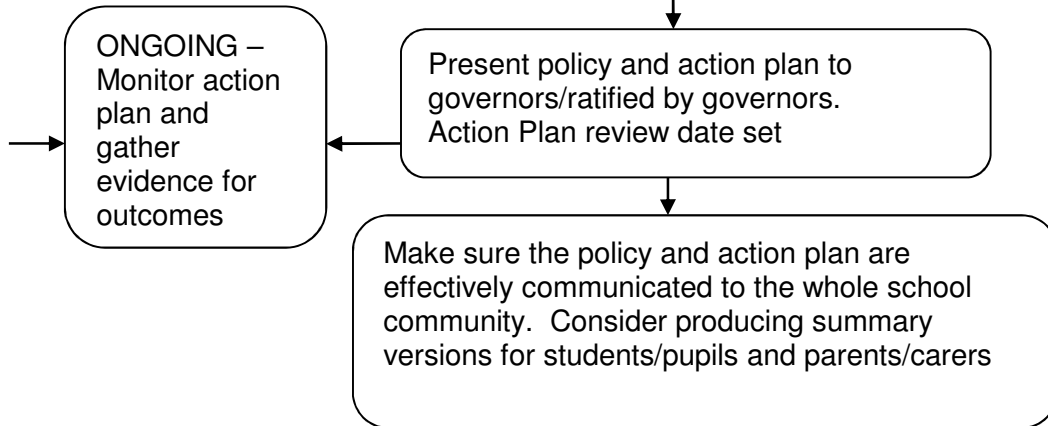 ONGOING –
Monitor action
plan and
gather
evidence for
outcomes
Present policy and action plan to
governors/ratified by governors.
Action Plan review date set
Make sure the policy and action plan are
effectively communicated to the whole school
community.  Consider producing summary
versions for students/pupils and parents/carers